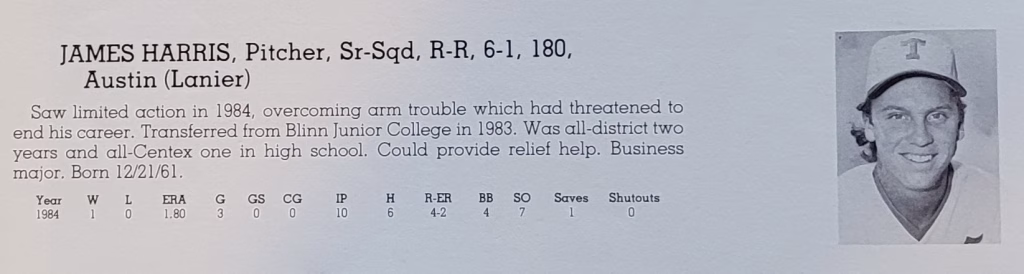 JAMES HARRIS, Pitcher, Sr-Sqd, R-R, 6-1, 180,
Austin (Lanier)
Saw limited action in 1984, overcoming arm trouble which had threatened to
end his career. Transferred from Blinn Junior College in 1983. Was all-district two
years and all-Centex one in high school. Could provide relief help. Business
major. Born 12/21/61.
Year W L ERA G GS CG IP H R-ER BB SO Saves Shutouts
1984 1 0 1.80 3 0 0 10 6 4-2 4 7 1 0
T